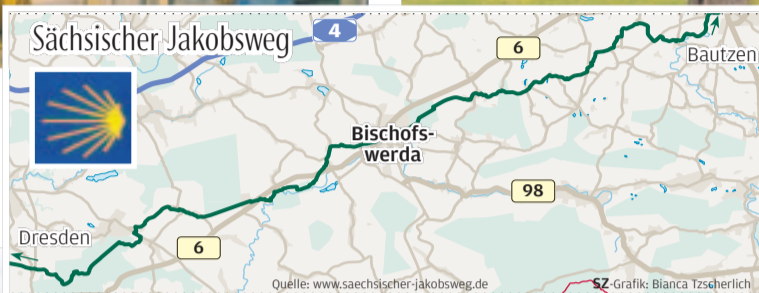 Sächsischer Jakobsweg
4
6
Bautzen
Bischofs-
werda
98
Dresden
6
Quelle: www.saechsischer-jakobsweg.de
SZ-Grafik: Bianca Tzscherlich